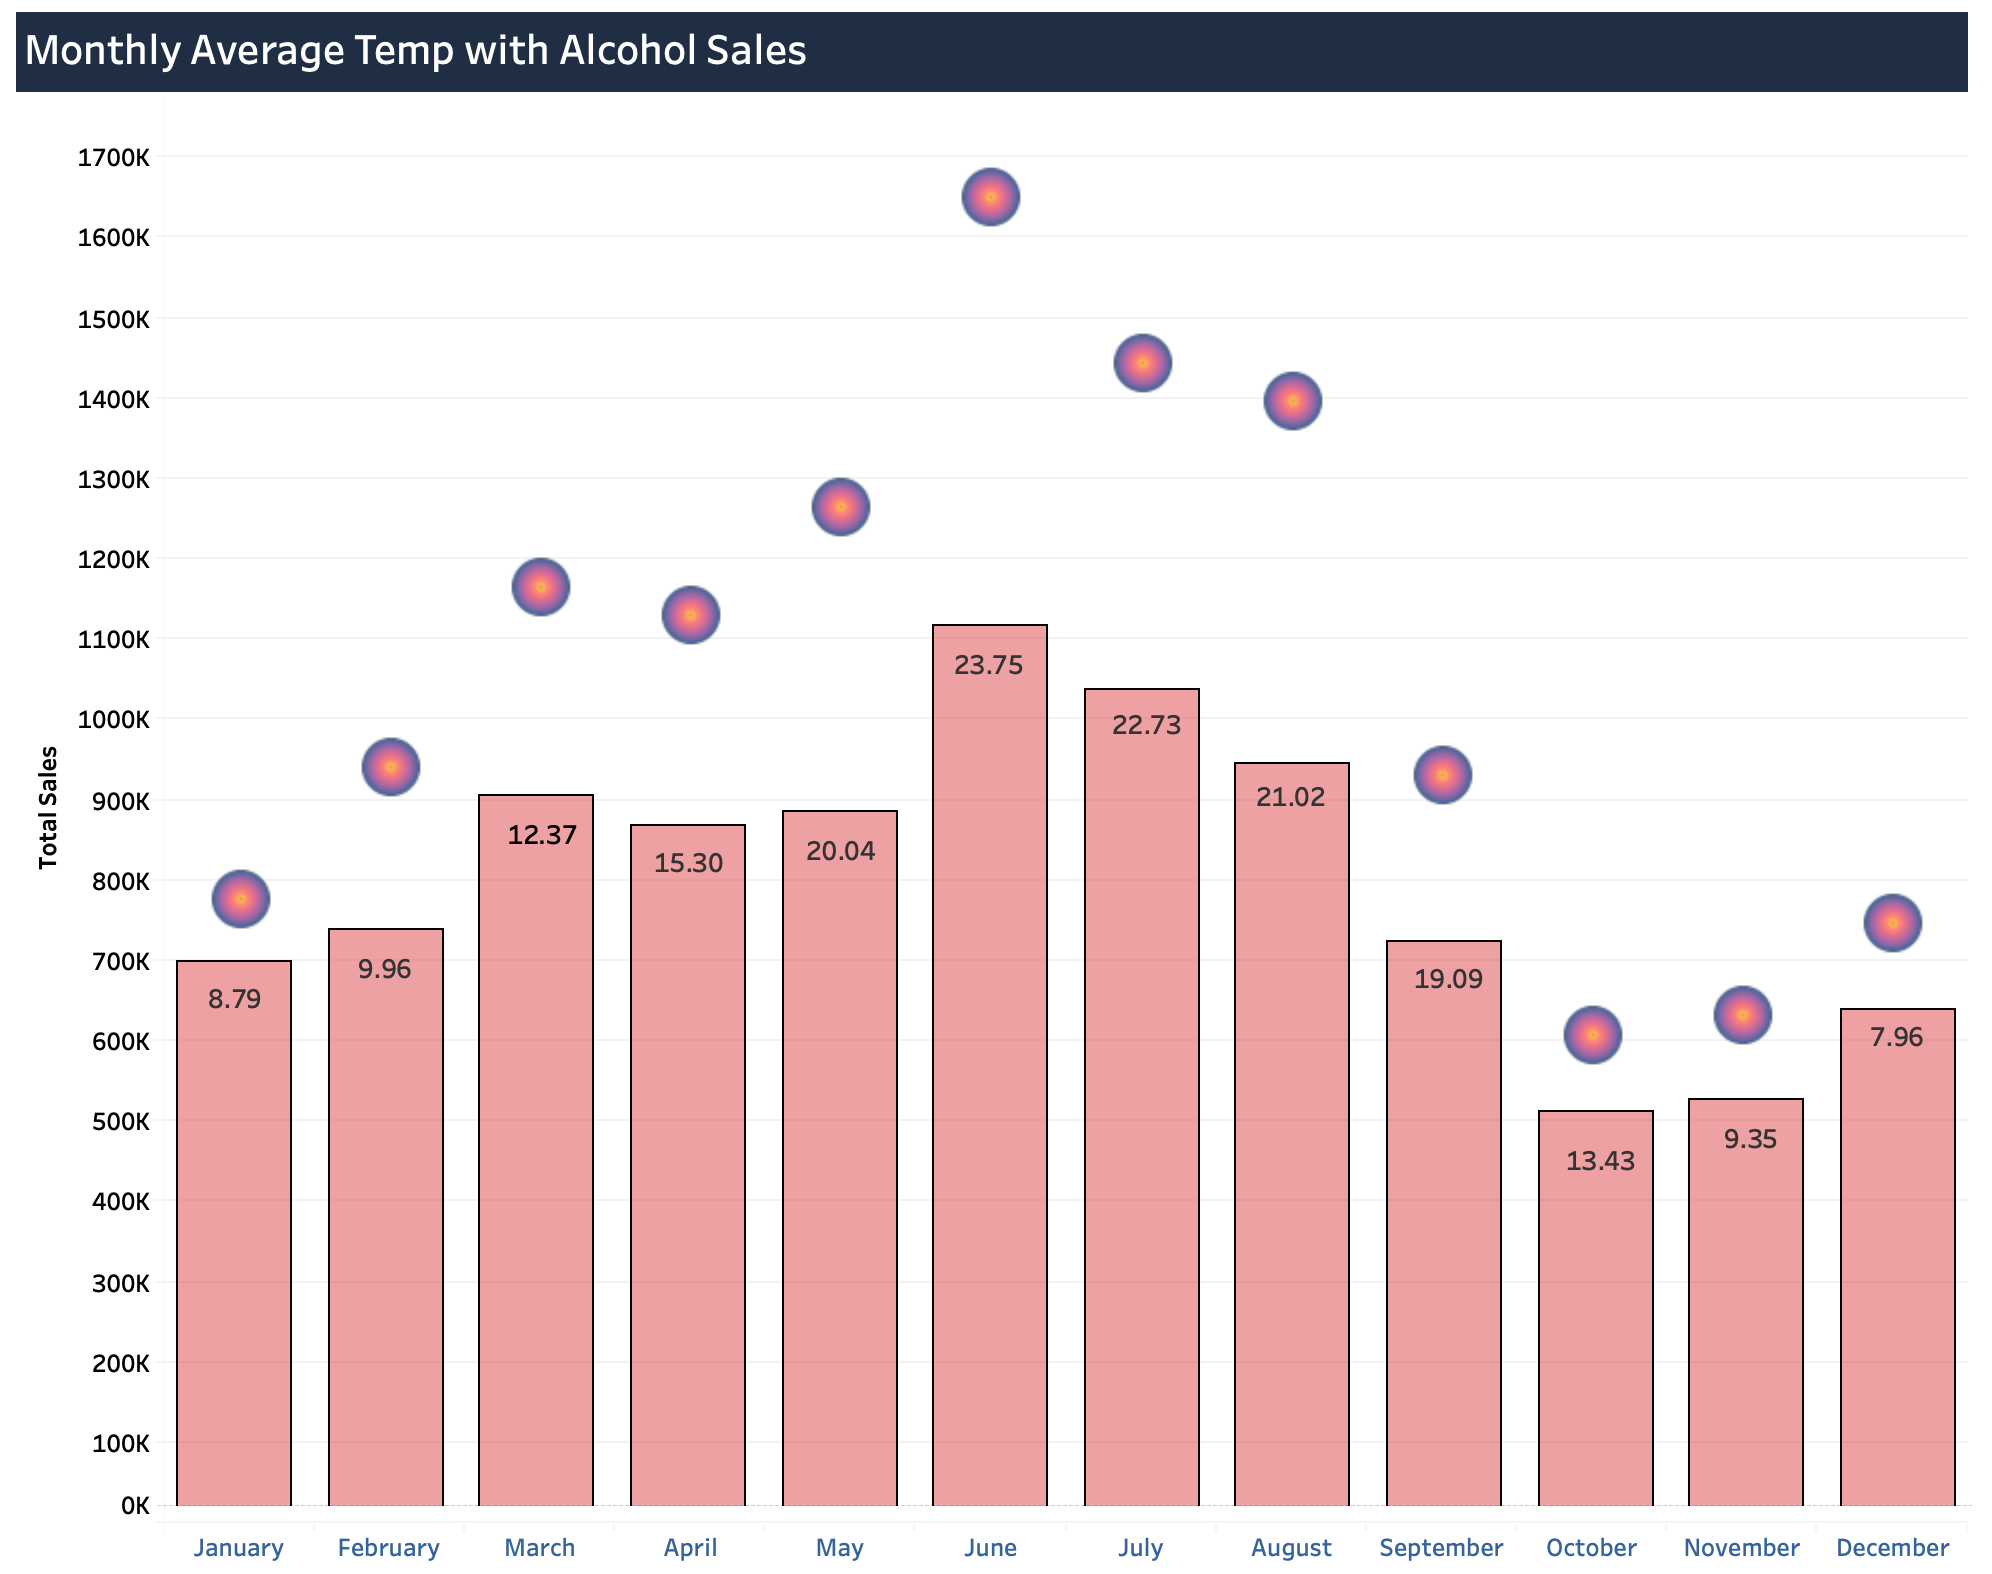 Monthly Average Temp with Alcohol Sales
Total Sales
1700K
1600K
1500K
1400K
1300K
1200K
1100K
1000K
900K
800K
700K
600K
500K
400K
300K
200K
100K
0K
8.79
9.96
12.37
15.30
20.04
23.75
22.73
21.02
19.09
13.43
9.35
7.96
January February March April May June July August September October November December